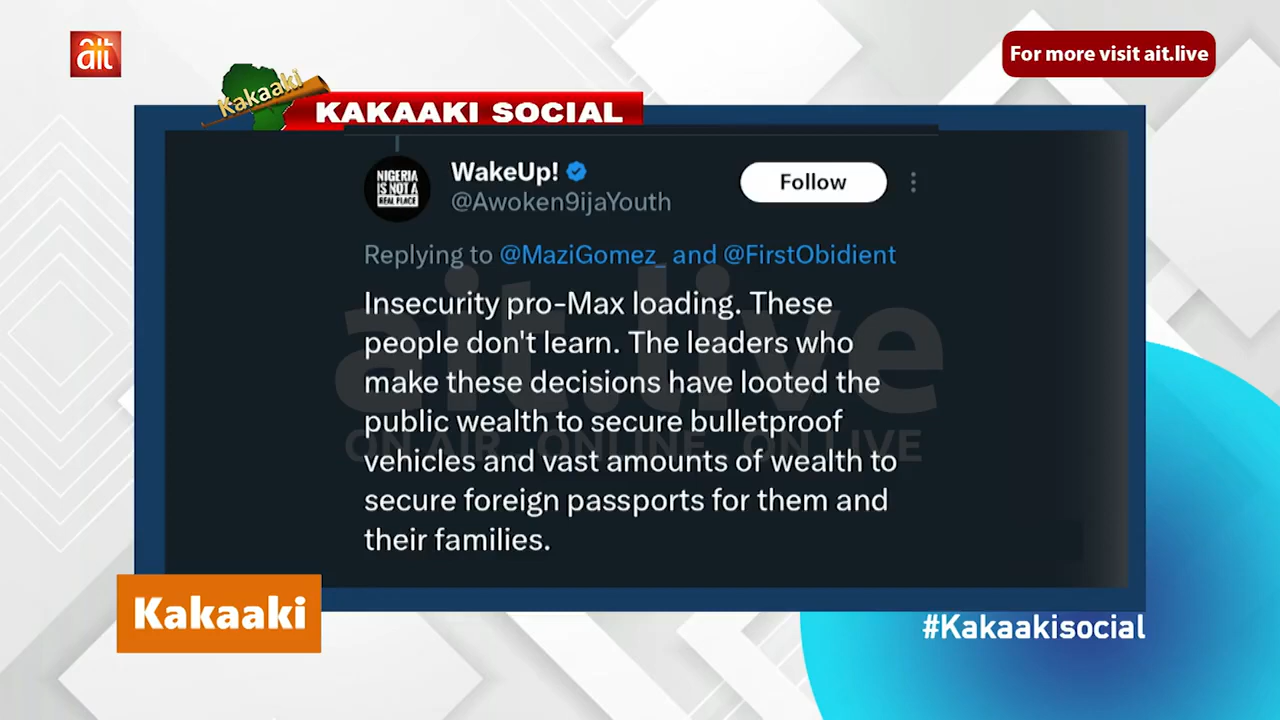 ait
For more visit ait.live
Kakaaki
KAKAAKI SOCIAL
NIGERIA
IS NOT A
REAL PLACE
WakeUp!
@Awoken9ijaYouth
Follow
Replying to @MaziGomez_ and @FirstObidient
Insecurity pro-Max loading. These
people don't learn. The leaders who
make these decisions have looted the
public wealth to secure bulletproof
vehicles and vast amounts of wealth to
secure foreign passports for them and
their families.
ait.live
ON AIR . ONLINE . ON LIVE
Kakaaki
#Kakaakisocial